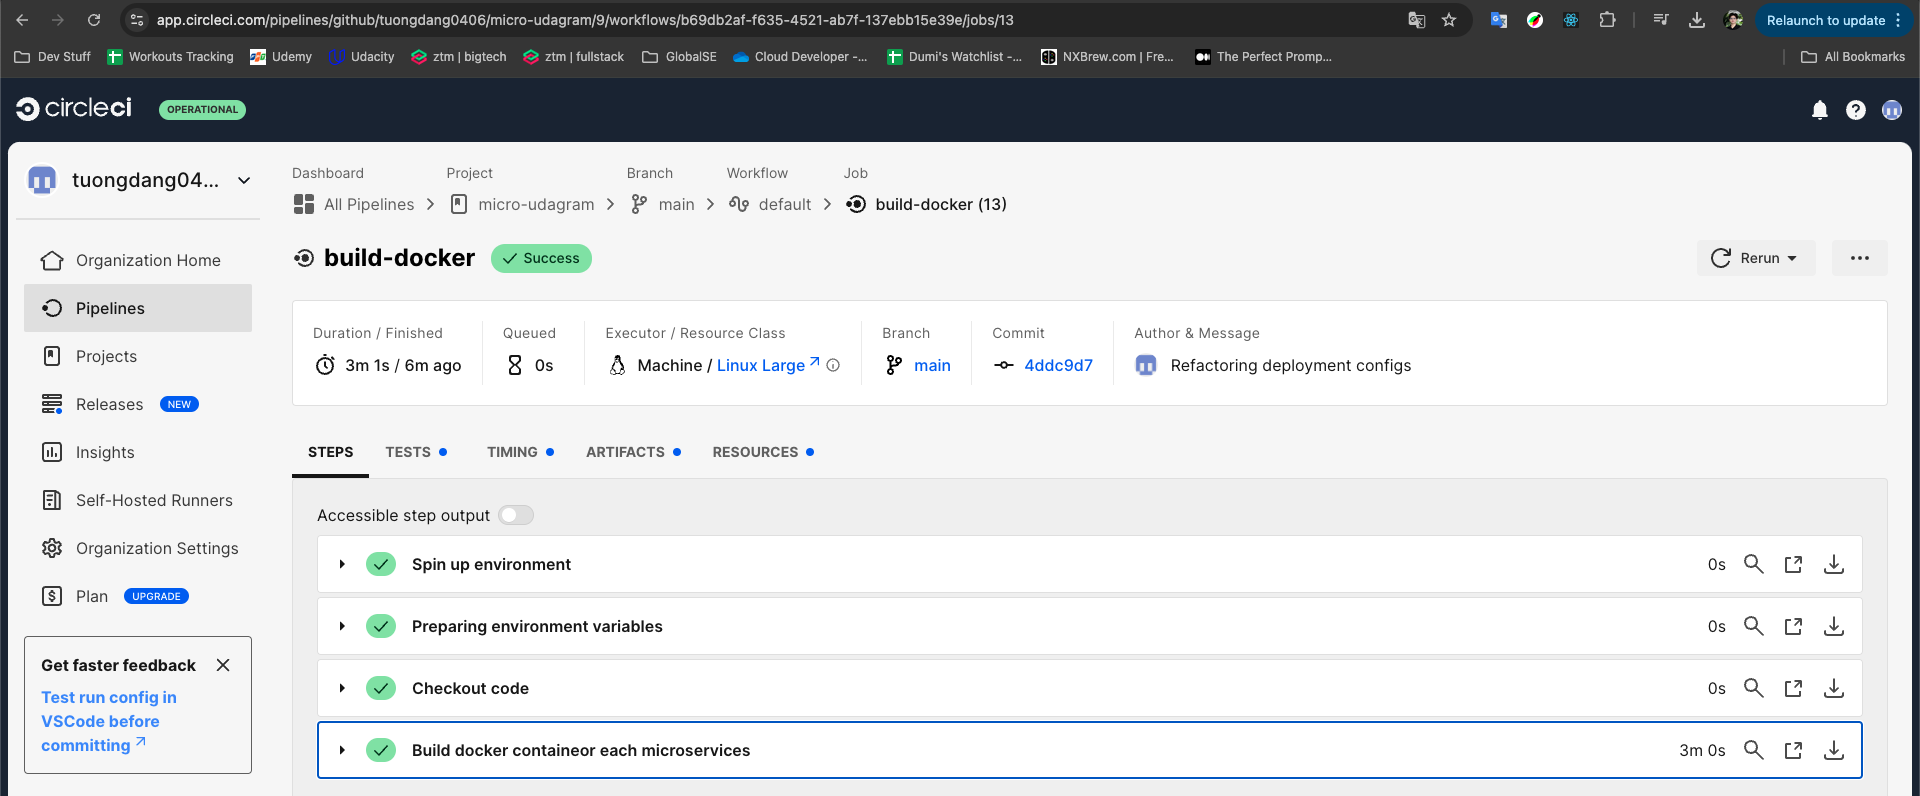 app.circleci.com/pipelines/github/tuongdang0406/micro-udagram/9/workflows/b69db2af-f635-4521-ab7f-137ebb15e39e/jobs/13
Relaunch to update
Dev Stuff
Workouts Tracking
Udemy
Udacity
ztm | bigtech
ztm | fullstack
GlobalSE
Cloud Developer -...
Dumi's Watchlist -...
NXBrew.com | Fre...
The Perfect Promp...
All Bookmarks
circleci
OPERATIONAL
tuongdang04...
Organization Home
Pipelines
Projects
Releases NEW
Insights
Self-Hosted Runners
Organization Settings
Plan UPGRADE
Get faster feedback
Test run config in
VSCode before
committing
Dashboard Project Branch Workflow Job
All Pipelines micro-udagram main default build-docker (13)
build-docker Success
Rerun
Duration / Finished Queued Executor / Resource Class Branch Commit Author & Message
3m 1s / 6m ago 0s Machine / Linux Large main 4ddc9d7 Refactoring deployment configs
STEPS TESTS TIMING ARTIFACTS RESOURCES
Accessible step output
Spin up environment 0s
Preparing environment variables 0s
Checkout code 0s
Build docker containeor each microservices 3m 0s